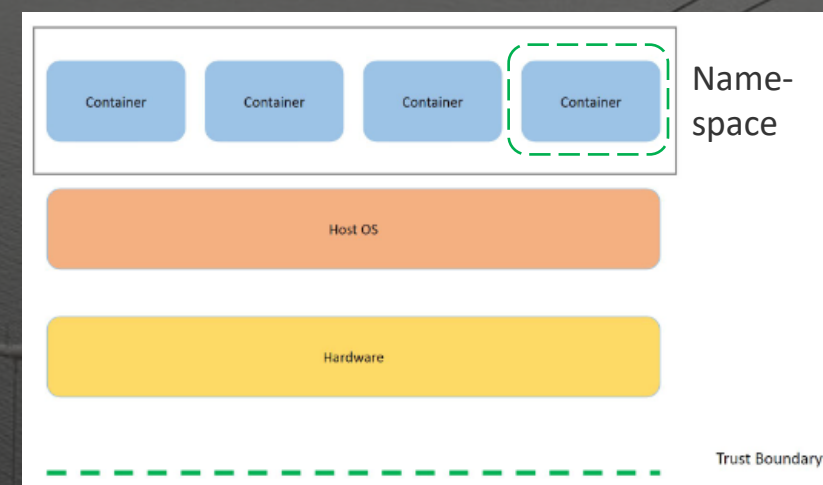 Container Container Container Container
Name-
space
Host OS
Hardware
Trust Boundary